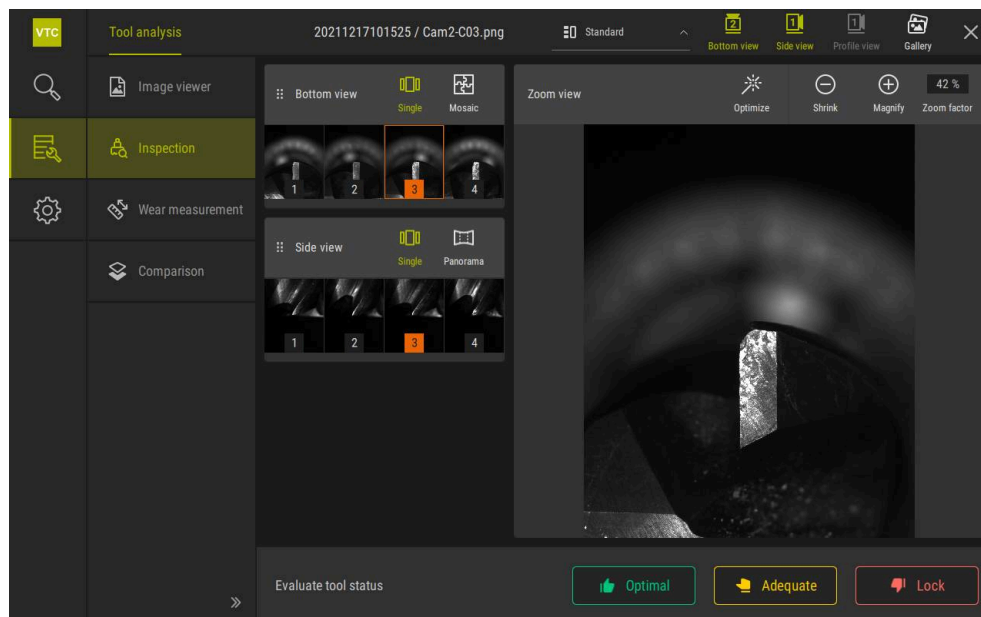 VTC
Tool analysis
20211217101525 / Cam2-C03.png
Standard
2
Bottom view
1
Side view
1
Profile view
Gallery
Image viewer
Inspection
Wear measurement
Comparison
Bottom view
Single
Mosaic
1 2 3 4
Side view
Single
Panorama
1 2 3 4
Zoom view
Optimize
Shrink
Magnify
42 %
Zoom factor
Evaluate tool status
Optimal
Adequate
Lock